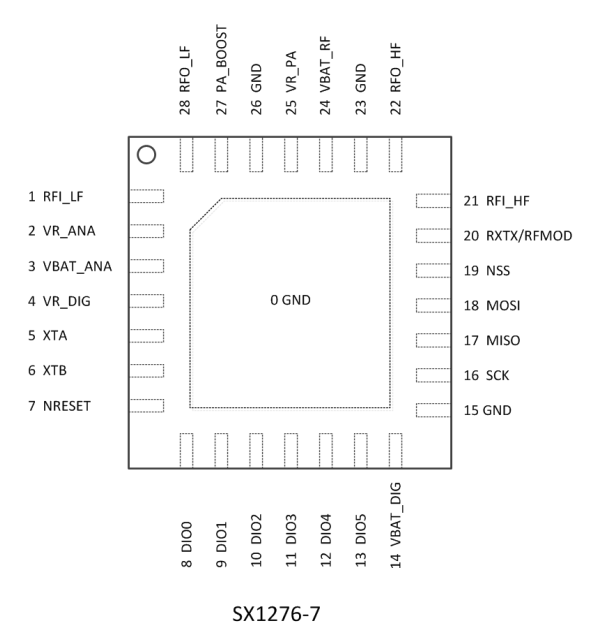 28 RFO_LF
27 PA_BOOST
26 GND
25 VR_PA
24 VBAT_RF
23 GND
22 RFO_HF
1 RFI_LF
2 VR_ANA
3 VBAT_ANA
4 VR_DIG
5 XTA
6 XTB
7 NRESET
0 GND
21 RFI_HF
20 RXTX/RFMOD
19 NSS
18 MOSI
17 MISO
16 SCK
15 GND
8 DIO0
9 DIO1
10 DIO2
11 DIO3
12 DIO4
13 DIO5
14 VBAT_DIG
SX1276-7